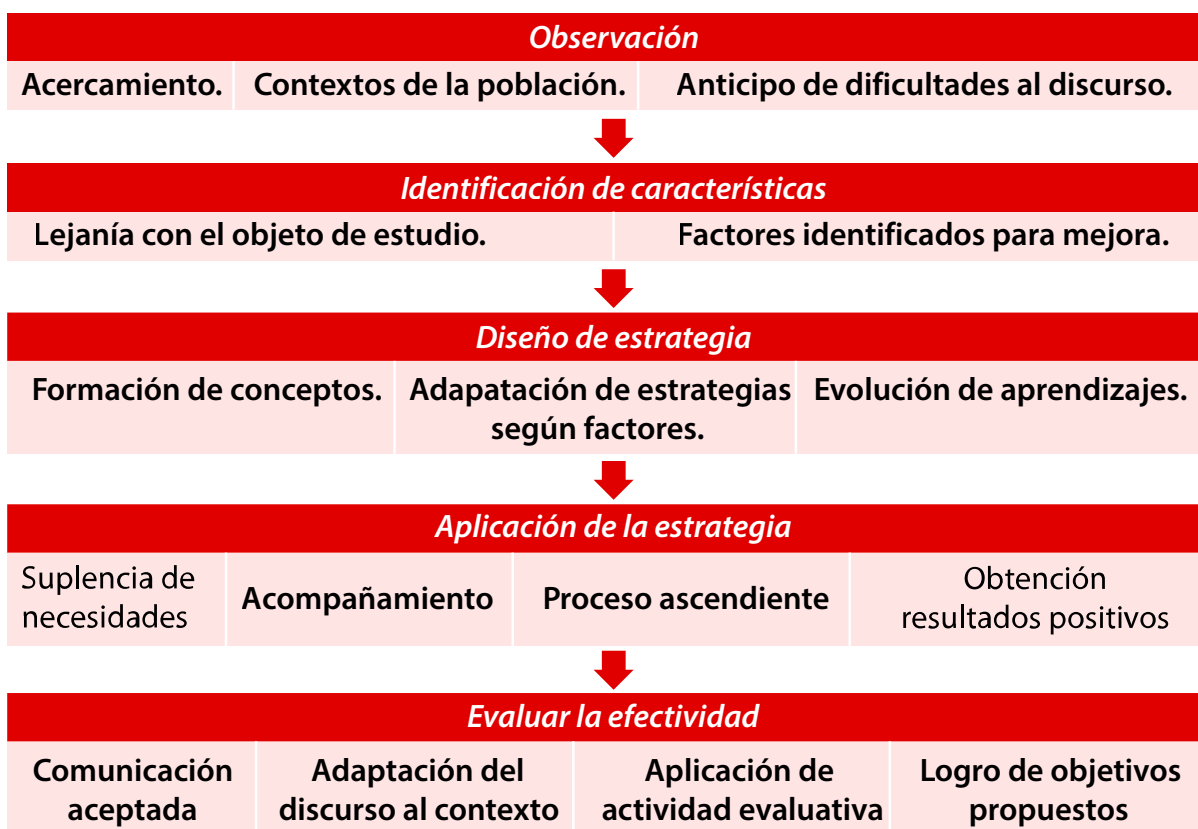 Observación
Acercamiento. Contextos de la población. Anticipo de dificultades al discurso.
Identificación de características
Lejanía con el objeto de estudio. Factores identificados para mejora.
Diseño de estrategia
Formación de conceptos. Adapatación de estrategias según factores. Evolución de aprendizajes.
Aplicación de la estrategia
Suplencia de necesidades
Acompañamiento
Proceso ascendiente
Obtención resultados positivos
Evaluar la efectividad
Comunicación aceptada
Adaptación del discurso al contexto
Aplicación de actividad evaluativa
Logro de objetivos propuestos